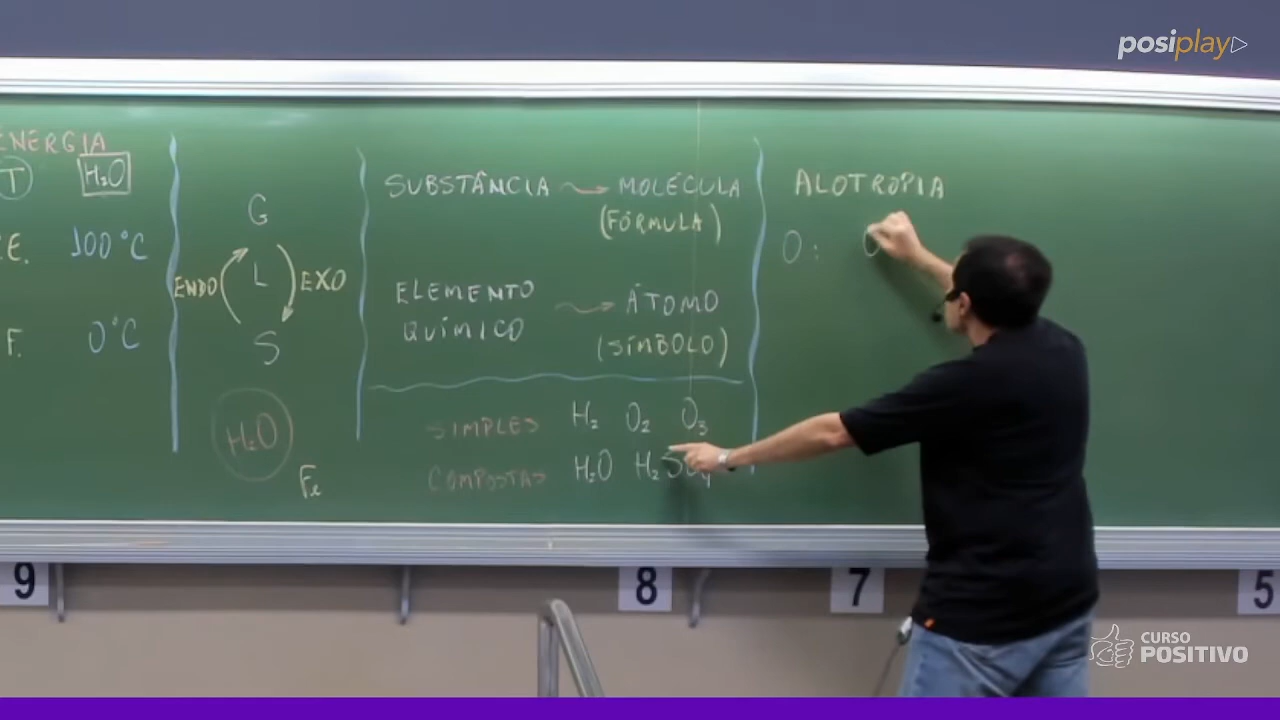 posiplay
ENERGIA
T H₂O
.E. 100°C
F. 0°C
G
ENDO L EXO
S
H₂O
Fe
SUBSTÂNCIA MOLÉCULA
(FÓRMULA)
ELEMENTO ÁTOMO
QUÍMICO (SÍMBOLO)
SIMPLES H₂ O₂ O₃
COMPOSTAS H₂O H₂SO₄
ALOTROPIA
O: O
9
8
7
5
CURSO
POSITIVO